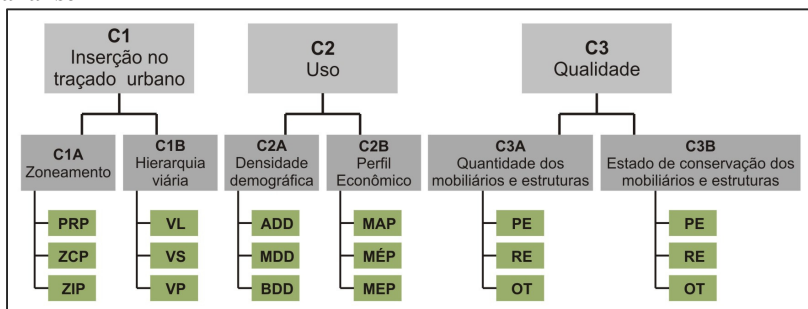 C1
Inserção no
traçado urbano
C2
Uso
C3
Qualidade
C1A
Zoneamento
C1B
Hierarquia
viária
C2A
Densidade
demográfica
C2B
Perfil
Econômico
C3A
Quantidade dos
mobiliários e estruturas
C3B
Estado de conservação dos
mobiliários e estruturas
PRP
ZCP
ZIP
VL
VS
VP
ADD
MDD
BDD
MAP
MÉP
MEP
PE
RE
OT
PE
RE
OT